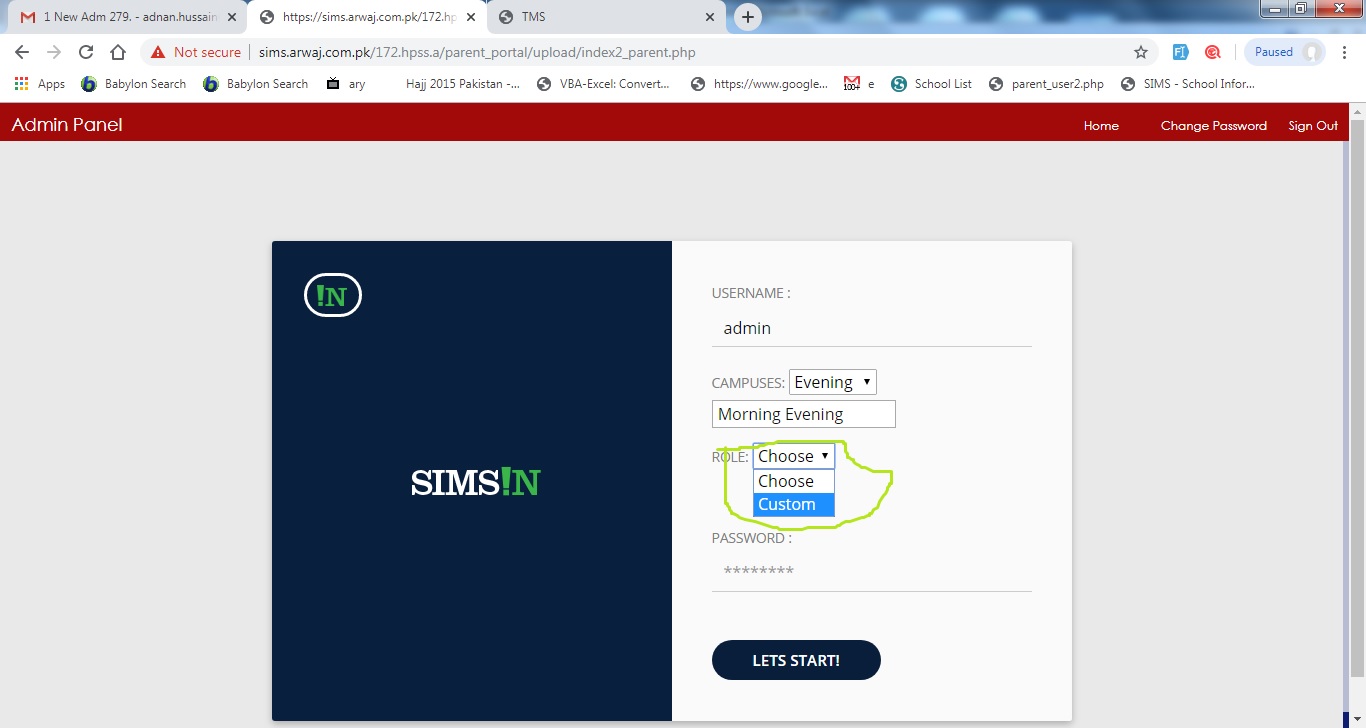 1 New Adm 279. - adnan.hussain
https://sims.arwaj.com.pk/172.hp
TMS
Not secure
sims.arwaj.com.pk/172.hpss.a/parent_portal/upload/index2_parent.php
Paused
Apps
Babylon Search
Babylon Search
ary
Hajj 2015 Pakistan -...
VBA-Excel: Convert...
https://www.google...
100+
e
School List
parent_user2.php
SIMS - School Infor...
Admin Panel
Home
Change Password
Sign Out
!N
SIMS!N
USERNAME :
admin
CAMPUSES: Evening
Morning Evening
ROLE: Choose
Choose
Custom
PASSWORD :
********
LETS START!